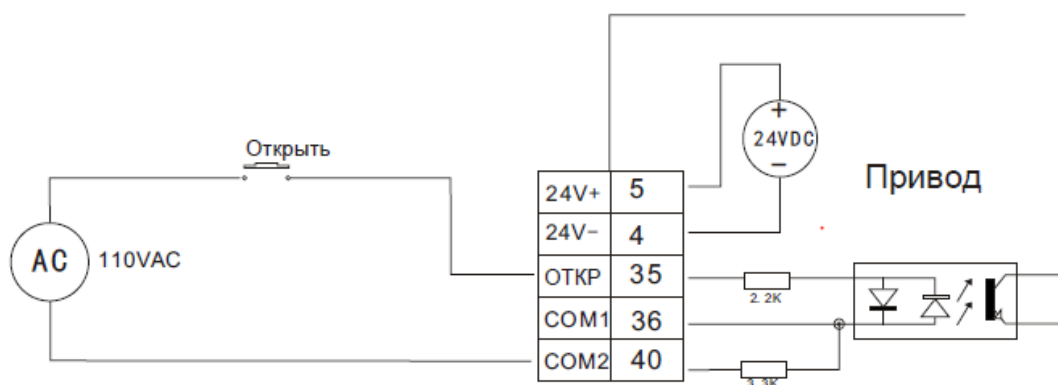 Открыть
AC
110VAC
+
24VDC
−
Привод
24V+ 5
24V− 4
ОТКР 35
COM1 36
COM2 40
2.2K
3.3K